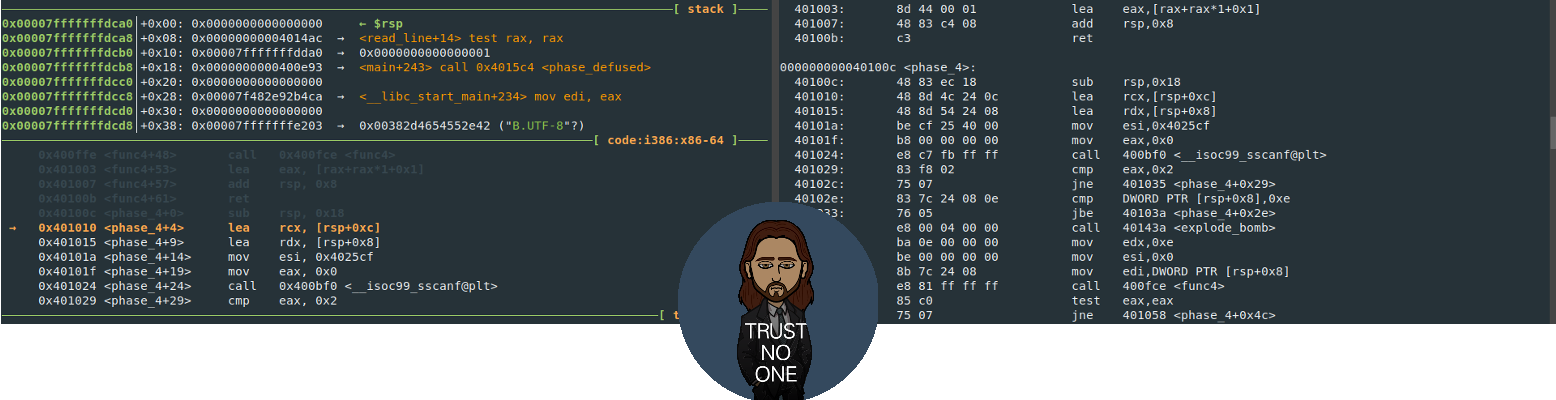 [ stack ]
0x00007fffffffdca0│+0x00: 0x0000000000000000 ← $rsp
0x00007fffffffdca8│+0x08: 0x00000000004014ac → <read_line+14> test rax, rax
0x00007fffffffdcb0│+0x10: 0x00007fffffffdda0 → 0x0000000000000001
0x00007fffffffdcb8│+0x18: 0x0000000000400e93 → <main+243> call 0x4015c4 <phase_defused>
0x00007fffffffdcc0│+0x20: 0x0000000000000000
0x00007fffffffdcc8│+0x28: 0x00007f482e92b4ca → <__libc_start_main+234> mov edi, eax
0x00007fffffffdcd0│+0x30: 0x0000000000000000
0x00007fffffffdcd8│+0x38: 0x00007fffffffe203 → 0x00382d4654552e42 ("B.UTF-8"?)
[ code:i386:x86-64 ]
0x400ffe <func4+48> call 0x400fce <func4>
0x401003 <func4+53> lea eax, [rax+rax*1+0x1]
0x401007 <func4+57> add rsp, 0x8
0x40100b <func4+61> ret
0x40100c <phase_4+0> sub rsp, 0x18
→ 0x401010 <phase_4+4> lea rcx, [rsp+0xc]
0x401015 <phase_4+9> lea rdx, [rsp+0x8]
0x40101a <phase_4+14> mov esi, 0x4025cf
0x40101f <phase_4+19> mov eax, 0x0
0x401024 <phase_4+24> call 0x400bf0 <__isoc99_sscanf@plt>
0x401029 <phase_4+29> cmp eax, 0x2
[ t
401003: 8d 44 00 01 lea eax,[rax+rax*1+0x1]
401007: 48 83 c4 08 add rsp,0x8
40100b: c3 ret
000000000040100c <phase_4>:
40100c: 48 83 ec 18 sub rsp,0x18
401010: 48 8d 4c 24 0c lea rcx,[rsp+0xc]
401015: 48 8d 54 24 08 lea rdx,[rsp+0x8]
40101a: be cf 25 40 00 mov esi,0x4025cf
40101f: b8 00 00 00 00 mov eax,0x0
401024: e8 c7 fb ff ff call 400bf0 <__isoc99_sscanf@plt>
401029: 83 f8 02 cmp eax,0x2
40102c: 75 07 jne 401035 <phase_4+0x29>
40102e: 83 7c 24 08 0e cmp DWORD PTR [rsp+0x8],0xe
033: 76 05 jbe 40103a <phase_4+0x2e>
e8 00 04 00 00 call 40143a <explode_bomb>
ba 0e 00 00 00 mov edx,0xe
be 00 00 00 00 mov esi,0x0
8b 7c 24 08 mov edi,DWORD PTR [rsp+0x8]
e8 81 ff ff ff call 400fce <func4>
85 c0 test eax,eax
75 07 jne 401058 <phase_4+0x4c>
TRUST
NO
ONE